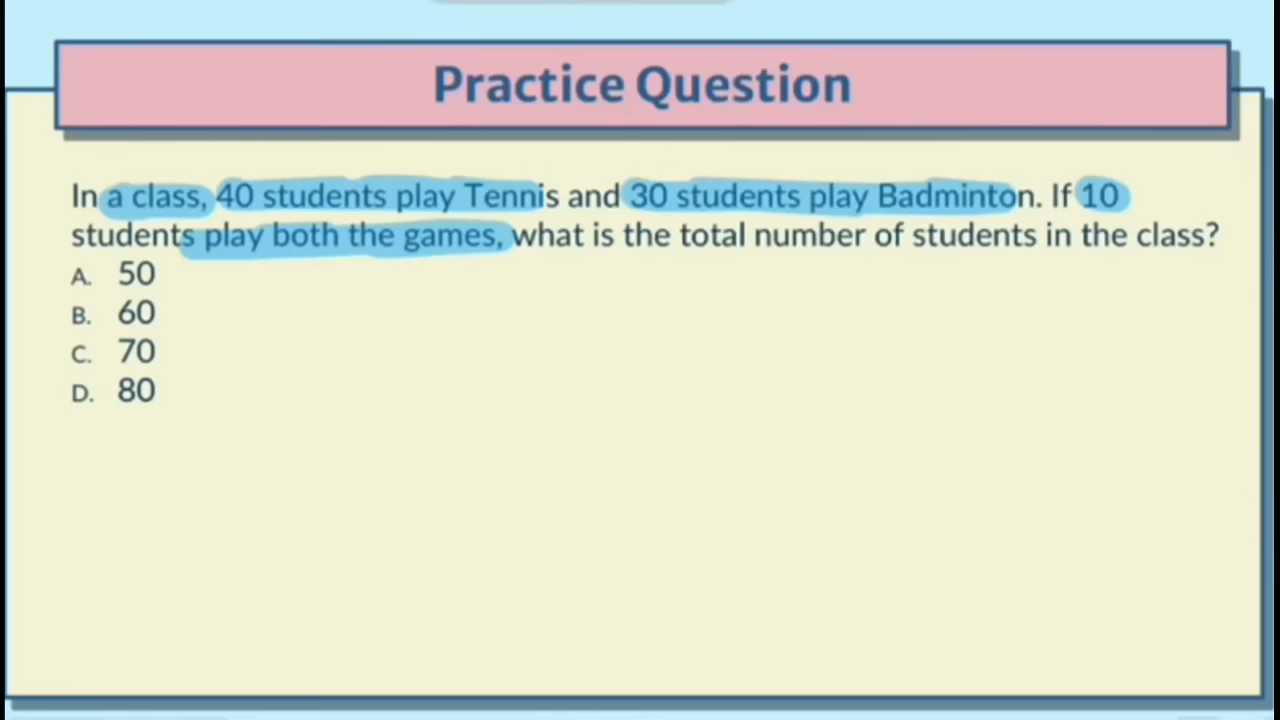 Practice Question
In a class, 40 students play Tennis and 30 students play Badminton. If 10
students play both the games, what is the total number of students in the class?
A. 50
B. 60
C. 70
D. 80